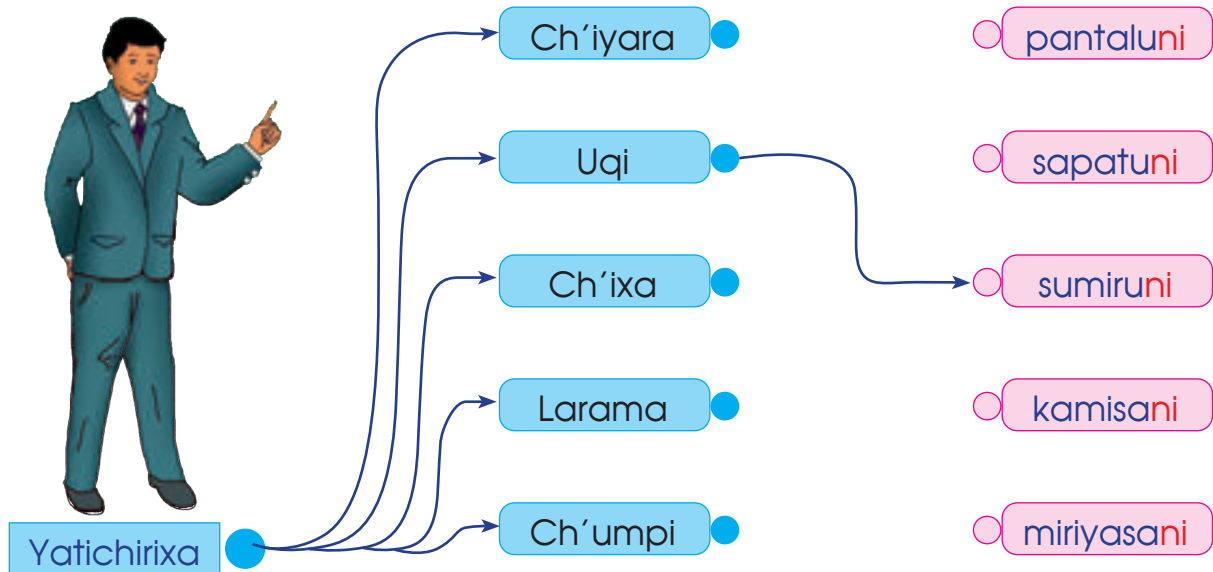 Ch’iyara
pantaluni
Uqi
sapatuni
Ch’ixa
sumiruni
Larama
kamisani
Ch’umpi
miriyasani
Yatichirixa